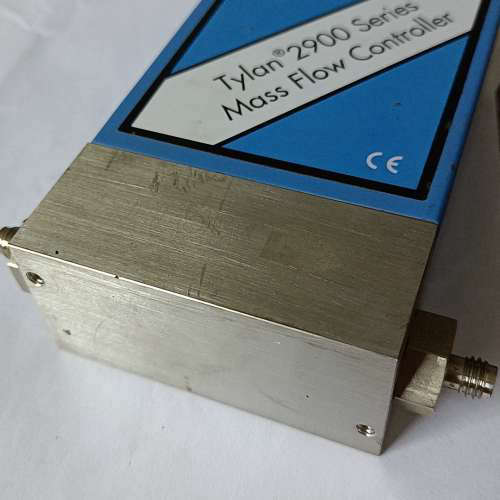 Tylan® 2900 Series
Mass Flow Controller
CE